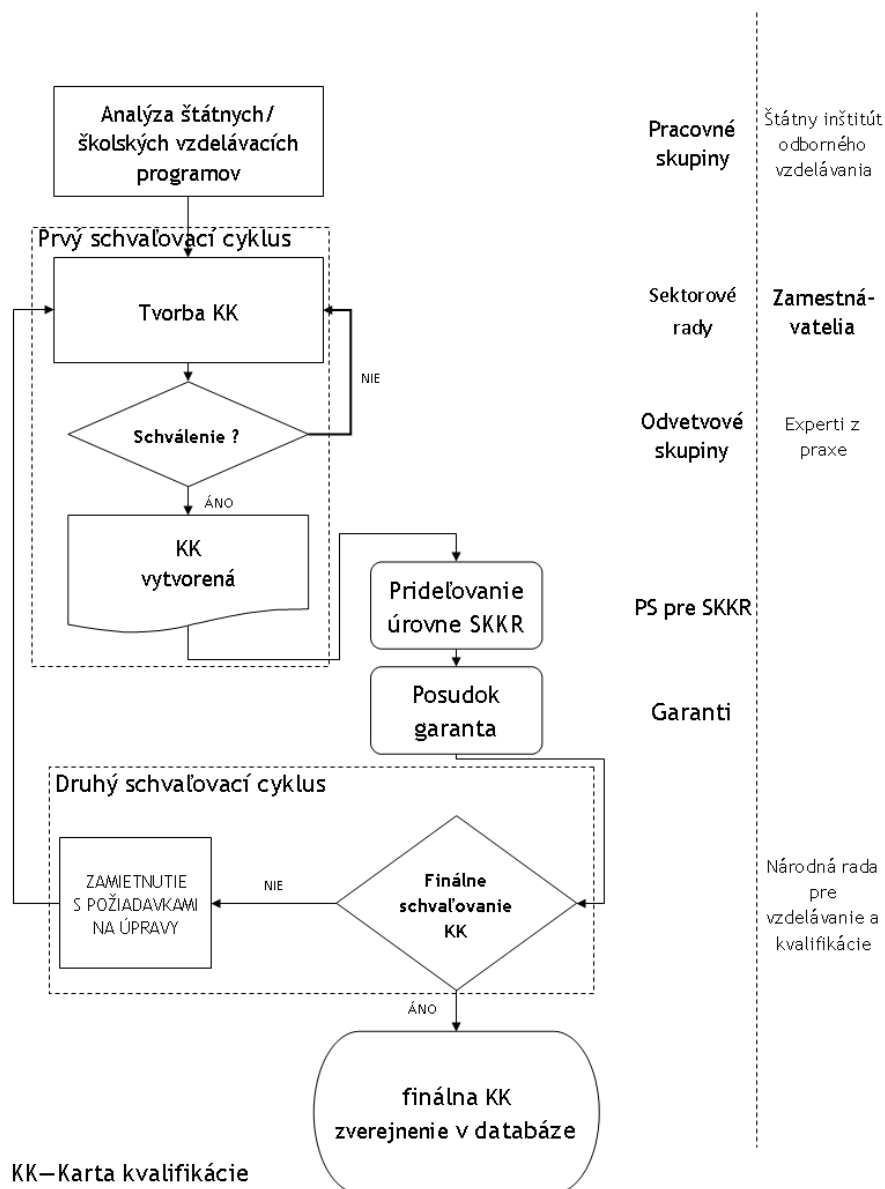 Analýza štátnych/
školských vzdelávacích
programov
Pracovné
skupiny
Štátny inštitút
odborného
vzdelávania
Prvý schvaľovací cyklus
Tvorba KK
Sektorové
rady
Zamestná-
vatelia
NIE
Schválenie ?
Odvetvové
skupiny
Experti z
praxe
ÁNO
KK
vytvorená
Prideľovanie
úrovne SKKR
PS pre SKKR
Posudok
garanta
Garanti
Druhý schvaľovací cyklus
ZAMIETNUTIE
S POŽIADAVKAMI
NA ÚPRAVY
NIE
Finálne
schvaľovanie
KK
Národná rada
pre
vzdelávanie a
kvalifikácie
ÁNO
finálna KK
zverejnenie v databáze
KK—Karta kvalifikácie